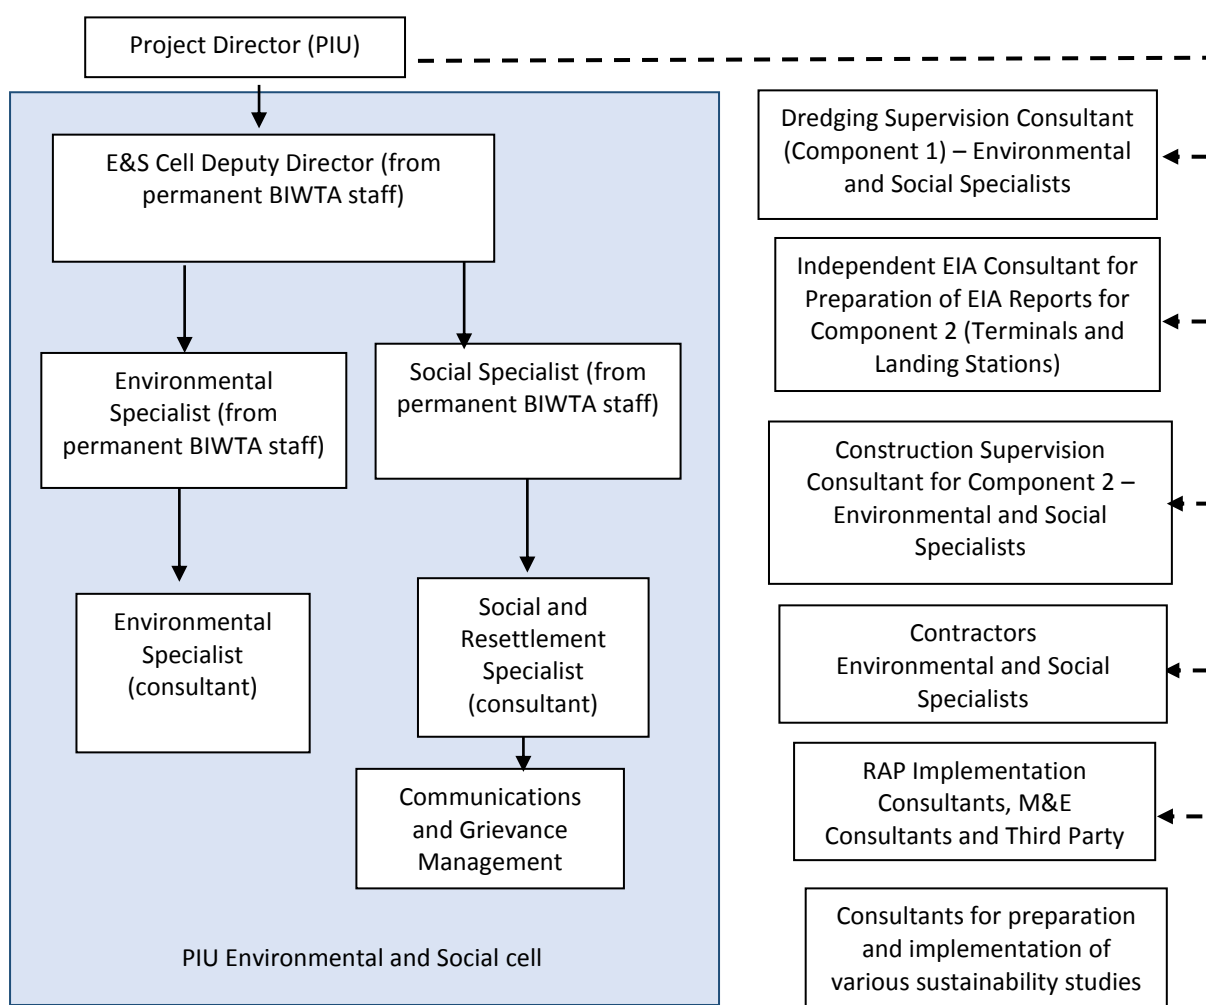 Project Director (PIU)
E&S Cell Deputy Director (from
permanent BIWTA staff)
Environmental
Specialist (from
permanent BIWTA staff)
Social Specialist (from
permanent BIWTA staff)
Environmental
Specialist
(consultant)
Social and
Resettlement
Specialist
(consultant)
Communications
and Grievance
Management
PIU Environmental and Social cell
Dredging Supervision Consultant
(Component 1) – Environmental
and Social Specialists
Independent EIA Consultant for
Preparation of EIA Reports for
Component 2 (Terminals and
Landing Stations)
Construction Supervision
Consultant for Component 2 –
Environmental and Social
Specialists
Contractors
Environmental and Social
Specialists
RAP Implementation
Consultants, M&E
Consultants and Third Party
Consultants for preparation
and implementation of
various sustainability studies